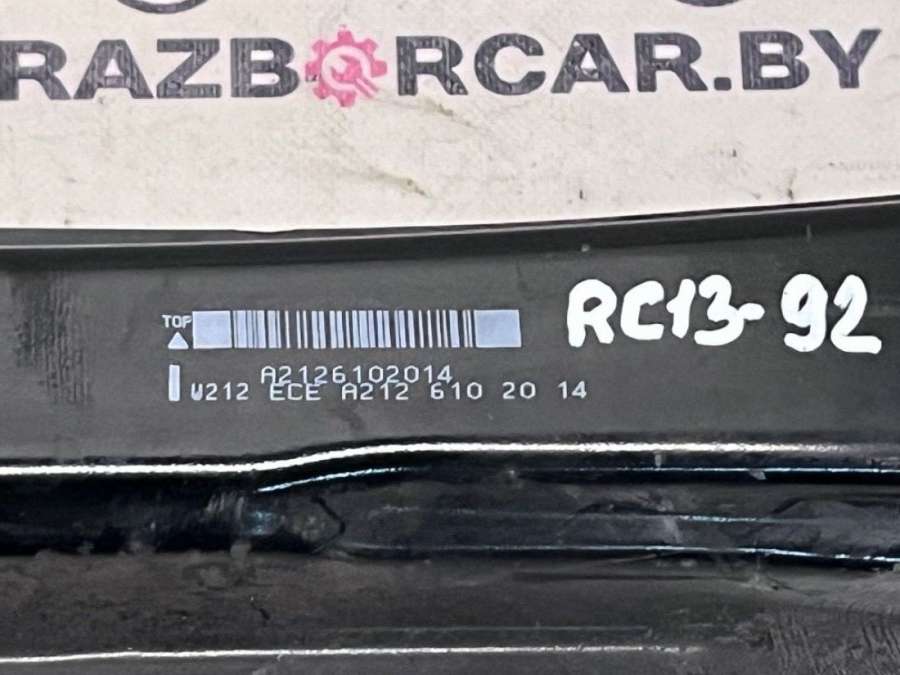 RAZBORCAR.BY
TOP
RC13-92
A2126102014
W212 ECE A212 610 20 14